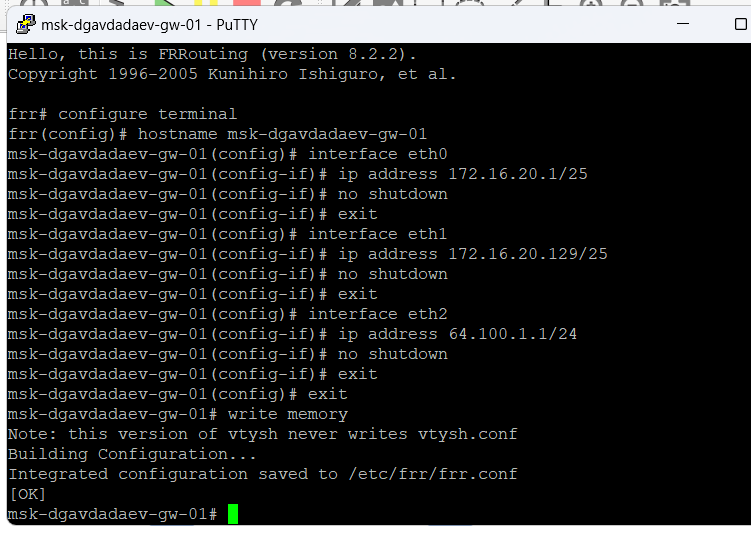 msk-dgavdadaev-gw-01 - PuTTY
Hello, this is FRRouting (version 8.2.2).
Copyright 1996-2005 Kunihiro Ishiguro, et al.
frr# configure terminal
frr(config)# hostname msk-dgavdadaev-gw-01
msk-dgavdadaev-gw-01(config)# interface eth0
msk-dgavdadaev-gw-01(config-if)# ip address 172.16.20.1/25
msk-dgavdadaev-gw-01(config-if)# no shutdown
msk-dgavdadaev-gw-01(config-if)# exit
msk-dgavdadaev-gw-01(config)# interface eth1
msk-dgavdadaev-gw-01(config-if)# ip address 172.16.20.129/25
msk-dgavdadaev-gw-01(config-if)# no shutdown
msk-dgavdadaev-gw-01(config-if)# exit
msk-dgavdadaev-gw-01(config)# interface eth2
msk-dgavdadaev-gw-01(config-if)# ip address 64.100.1.1/24
msk-dgavdadaev-gw-01(config-if)# no shutdown
msk-dgavdadaev-gw-01(config-if)# exit
msk-dgavdadaev-gw-01(config)# exit
msk-dgavdadaev-gw-01# write memory
Note: this version of vtysh never writes vtysh.conf
Building Configuration...
Integrated configuration saved to /etc/frr/frr.conf
[OK]
msk-dgavdadaev-gw-01#